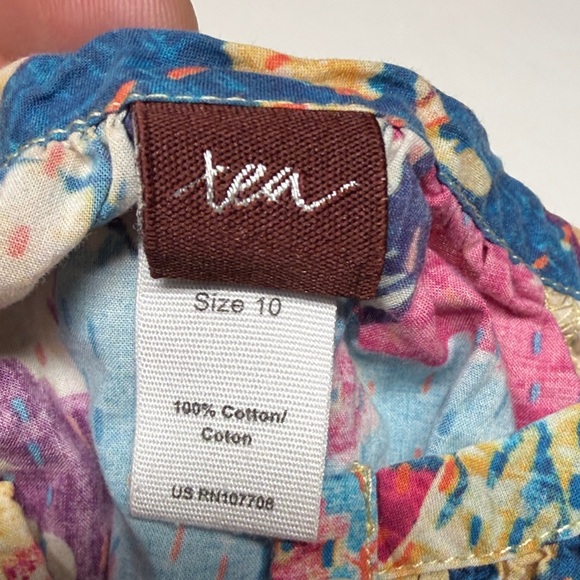 tea
Size 10
100% Cotton/
Coton
US RN107708